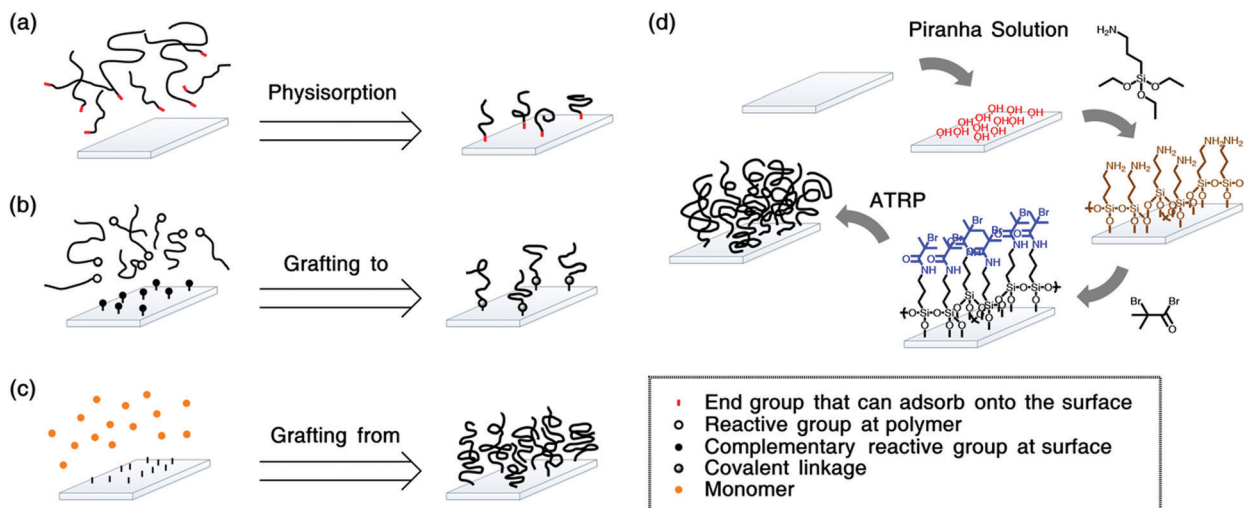 (a)
Physisorption
(b)
Grafting to
(c)
Grafting from
(d)
Piranha Solution
H₂N
Si
O
O
O
OH OH OH OH OH OH OH OH OH OH OH OH
NH₂ NH₂ NH₂ NH₂ NH₂ NH₂
Br Br
O
ATRP
Br Br Br Br Br
O O O
NH NH NH NH NH
Si Si Si Si Si
O O O O O
End group that can adsorb onto the surface
Reactive group at polymer
Complementary reactive group at surface
Covalent linkage
Monomer